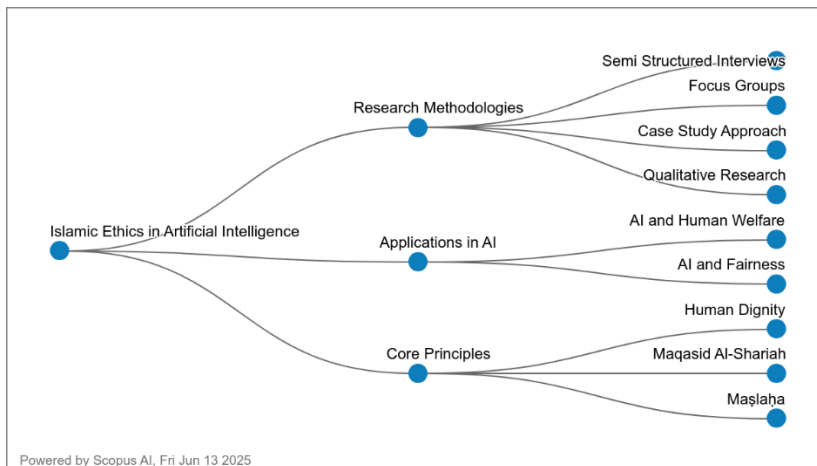 Semi Structured Interviews
Focus Groups
Research Methodologies
Case Study Approach
Qualitative Research
AI and Human Welfare
Islamic Ethics in Artificial Intelligence
Applications in AI
AI and Fairness
Human Dignity
Core Principles
Maqasid Al-Shariah
Maṣlaḥa
Powered by Scopus AI, Fri Jun 13 2025